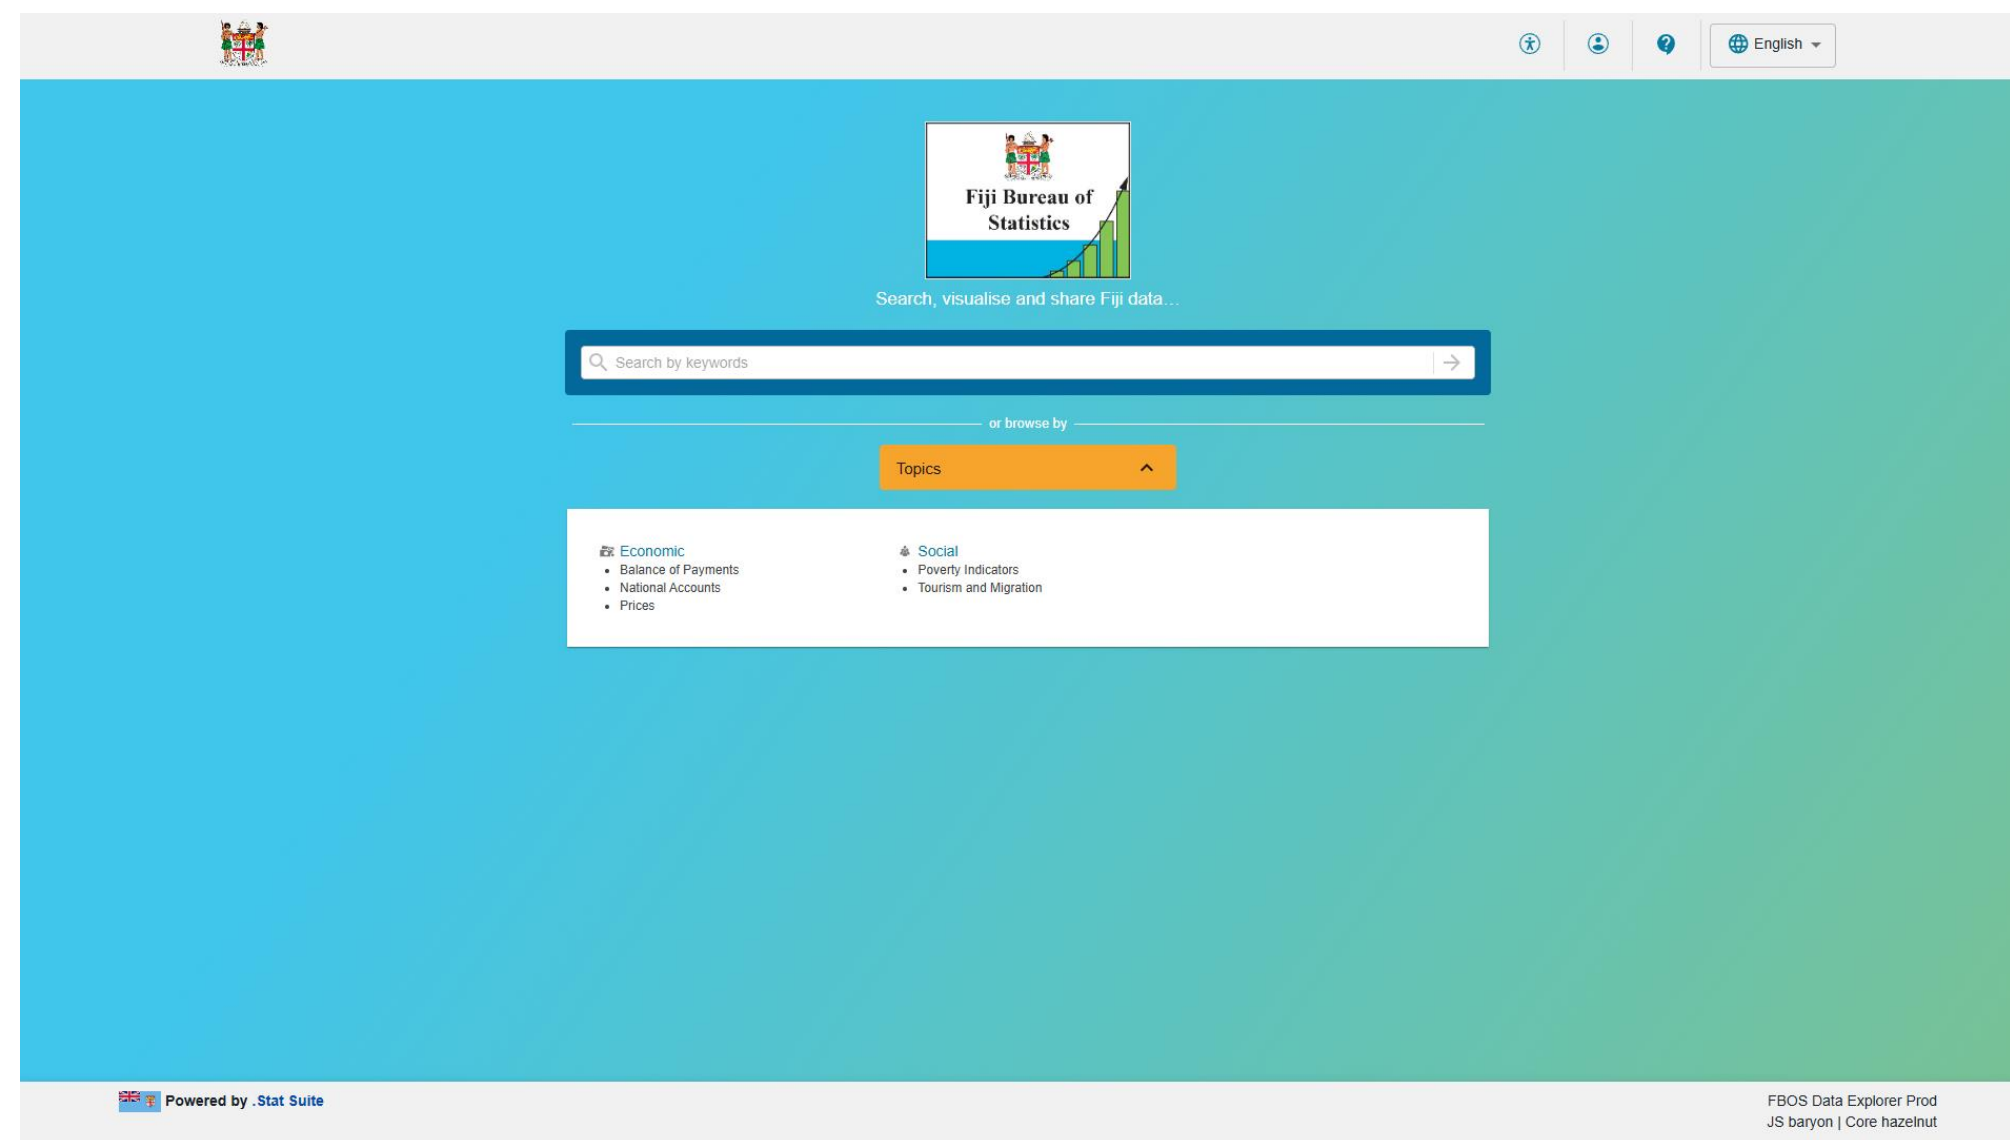 English
Fiji Bureau of
Statistics
Search, visualise and share Fiji data...
Search by keywords
or browse by
Topics
Economic
Balance of Payments
National Accounts
Prices
Social
Poverty Indicators
Tourism and Migration
Powered by .Stat Suite
FBOS Data Explorer Prod
JS baryon | Core hazelnut